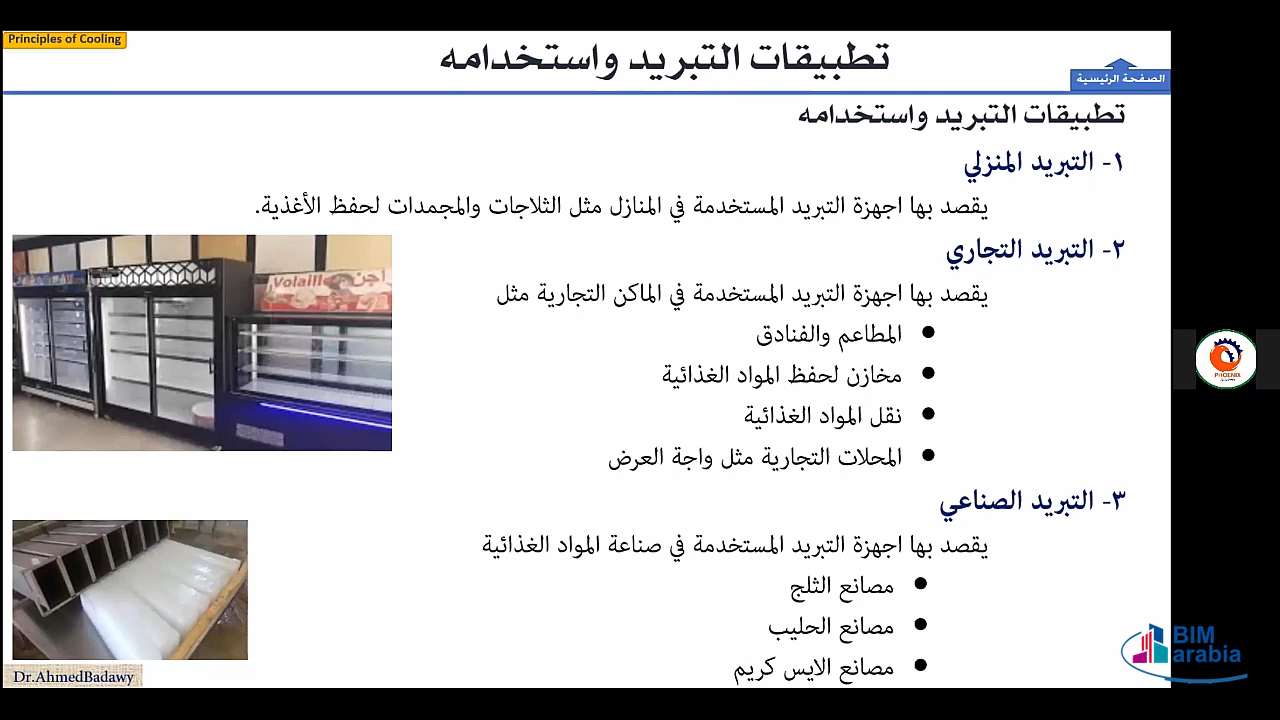 Principles of Cooling
تطبيقات التبريد واستخدامه
الصفحة الرئيسية
تطبيقات التبريد واستخدامه
١- التبريد المنزلي
يقصد بها اجهزة التبريد المستخدمة في المنازل مثل الثلاجات والمجمدات لحفظ الأغذية.
٢- التبريد التجاري
يقصد بها اجهزة التبريد المستخدمة في الماكن التجارية مثل
● المطاعم والفنادق
● مخازن لحفظ المواد الغذائية
● نقل المواد الغذائية
● المحلات التجارية مثل واجة العرض
Volaille
٣- التبريد الصناعي
يقصد بها اجهزة التبريد المستخدمة في صناعة المواد الغذائية
● مصانع الثلج
● مصانع الحليب
● مصانع الايس كريم
Dr.AhmedBadawy
PHOENIX
BIM
arabia